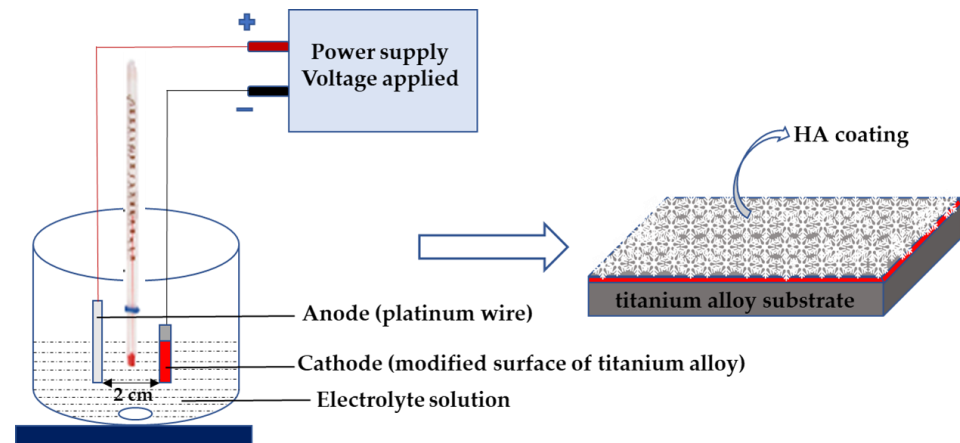 +
Power supply
Voltage applied
−
HA coating
titanium alloy substrate
Anode (platinum wire)
Cathode (modified surface of titanium alloy)
2 cm
Electrolyte solution